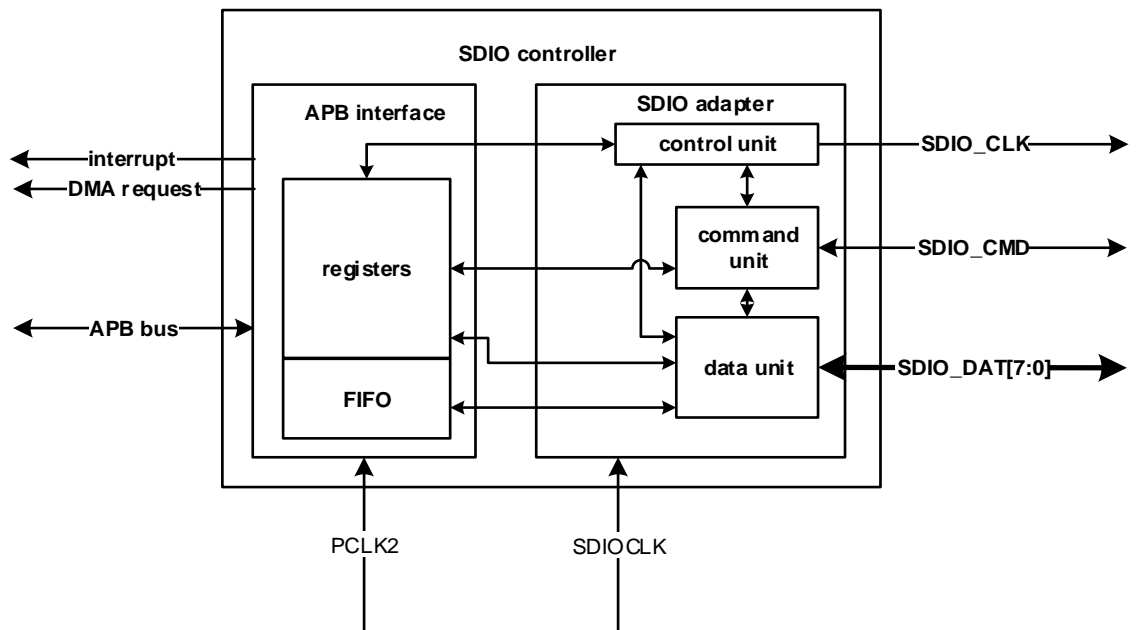 SDIO controller
APB interface
SDIO adapter
control unit
SDIO_CLK
interrupt
DMA request
registers
command
unit
SDIO_CMD
APB bus
data unit
SDIO_DAT[7:0]
FIFO
PCLK2
SDIOCLK